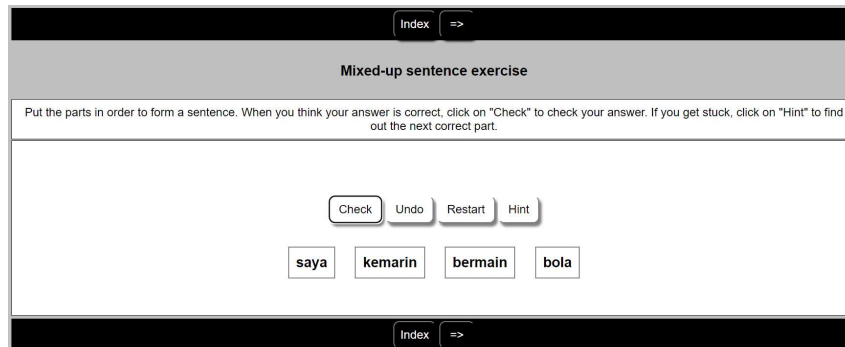 Index =>
Mixed-up sentence exercise
Put the parts in order to form a sentence. When you think your answer is correct, click on "Check" to check your answer. If you get stuck, click on "Hint" to find
out the next correct part.
Check Undo Restart Hint
saya kemarin bermain bola
Index =>